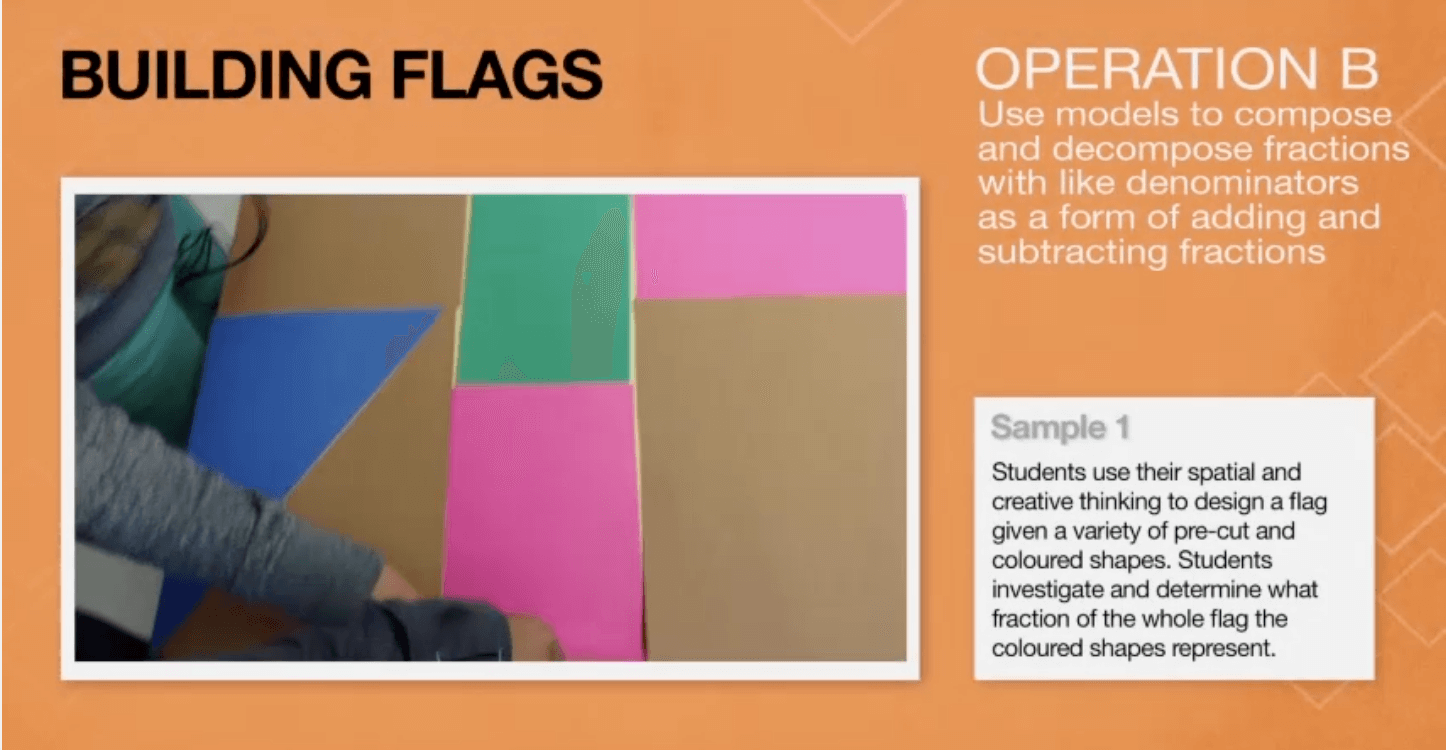 BUILDING FLAGS
OPERATION B
Use models to compose
and decompose fractions
with like denominators
as a form of adding and
subtracting fractions
Sample 1
Students use their spatial and
creative thinking to design a flag
given a variety of pre-cut and
coloured shapes. Students
investigate and determine what
fraction of the whole flag the
coloured shapes represent.